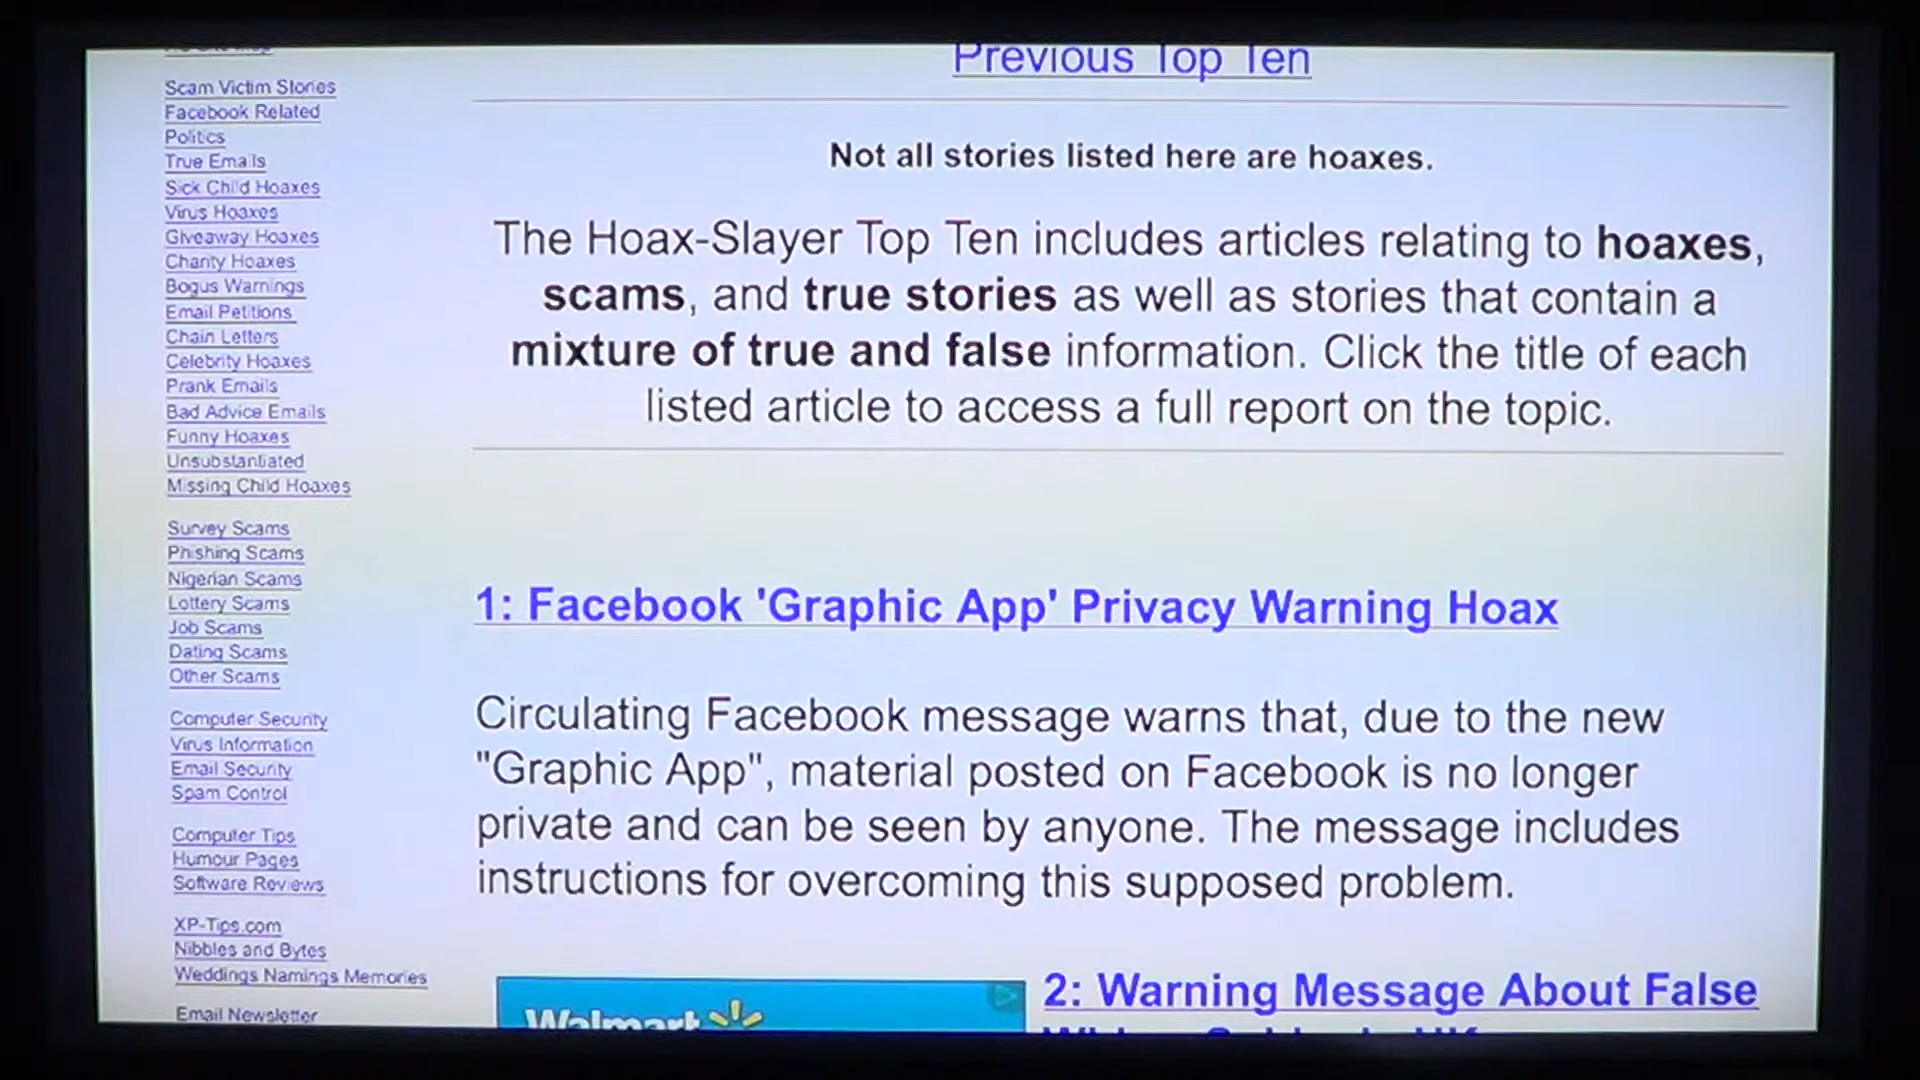 Scam Victim Stories
Facebook Related
Politics
True Emails
Sick Child Hoaxes
Virus Hoaxes
Giveaway Hoaxes
Charity Hoaxes
Bogus Warnings
Email Petitions
Chain Letters
Celebrity Hoaxes
Prank Emails
Bad Advice Emails
Funny Hoaxes
Unsubstantiated
Missing Child Hoaxes
Survey Scams
Phishing Scams
Nigerian Scams
Lottery Scams
Job Scams
Dating Scams
Other Scams
Computer Security
Virus Information
Email Security
Spam Control
Computer Tips
Humour Pages
Software Reviews
XP-Tips.com
Nibbles and Bytes
Weddings Namings Memories
Email Newsletter
Previous Top Ten
Not all stories listed here are hoaxes.
The Hoax-Slayer Top Ten includes articles relating to hoaxes,
scams, and true stories as well as stories that contain a
mixture of true and false information. Click the title of each
listed article to access a full report on the topic.
1: Facebook 'Graphic App' Privacy Warning Hoax
Circulating Facebook message warns that, due to the new
"Graphic App", material posted on Facebook is no longer
private and can be seen by anyone. The message includes
instructions for overcoming this supposed problem.
Walmart
2: Warning Message About False